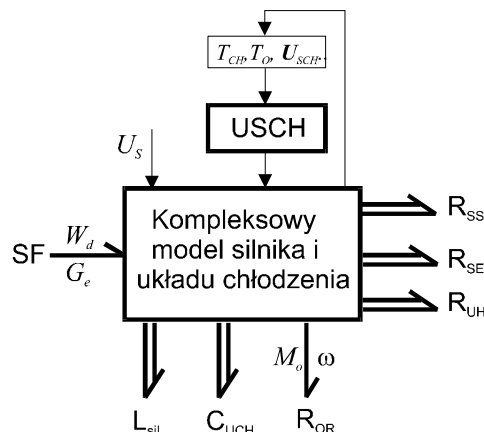 T_CH, T_O, U_SCH..
USCH
U_S
Kompleksowy
model silnika i
układu chłodzenia
SF
W_d
G_e
R_SS
R_SE
R_UH
M_o ω
L_sil
C_UCH
R_OR